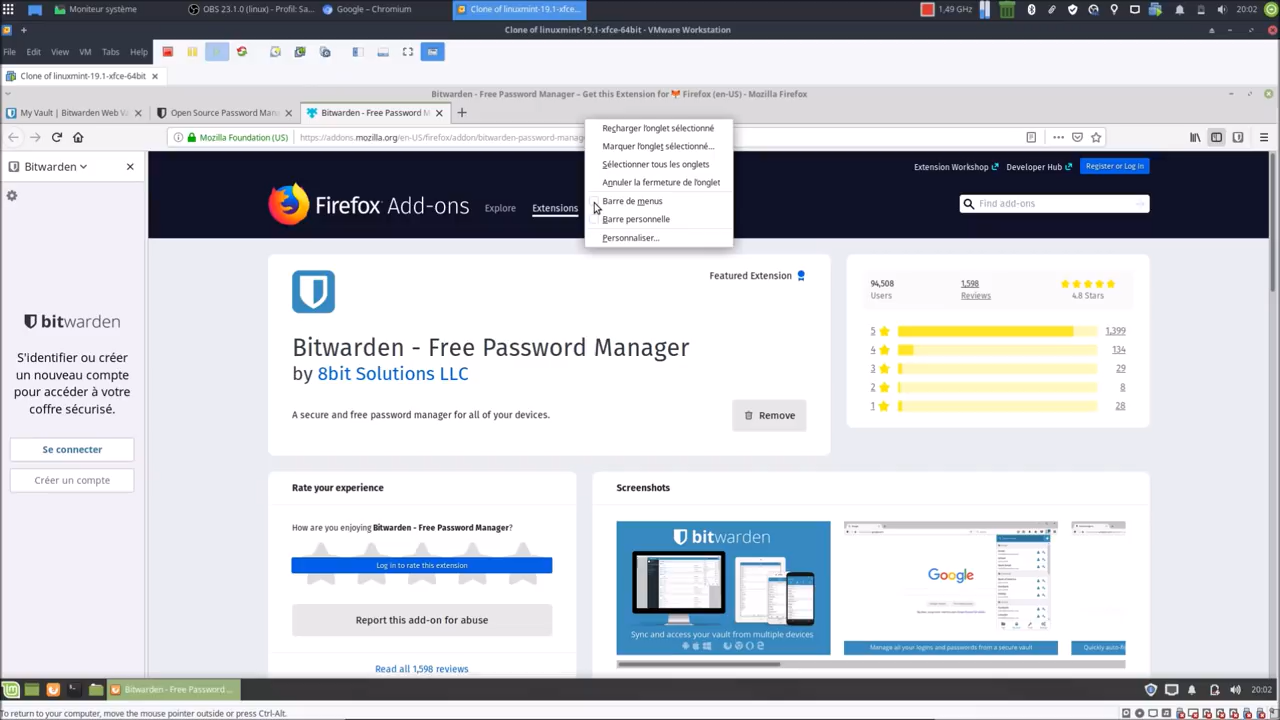 Moniteur système
OBS 23.1.0 (linux) - Profil: Sa...
Google – Chromium
Clone of linuxmint-19.1-xfce...
1,49 GHz
20:02
Clone of linuxmint-19.1-xfce-64bit - VMware Workstation
File Edit View VM Tabs Help
Clone of linuxmint-19.1-xfce-64bit
Bitwarden - Free Password Manager – Get this Extension for 🦊 Firefox (en-US) - Mozilla Firefox
My Vault | Bitwarden Web V
Open Source Password Man
Bitwarden - Free Password M
Mozilla Foundation (US)
https://addons.mozilla.org/en-US/firefox/addon/bitwarden-password-manage
Recharger l'onglet sélectionné
Marquer l'onglet sélectionné...
Sélectionner tous les onglets
Annuler la fermeture de l'onglet
Barre de menus
Barre personnelle
Personnaliser...
Bitwarden
Extension Workshop
Developer Hub
Register or Log In
Firefox Add-ons
Explore
Extensions
Find add-ons
bitwarden
S'identifier ou créer
un nouveau compte
pour accéder à votre
coffre sécurisé.
Se connecter
Créer un compte
Featured Extension
Bitwarden - Free Password Manager
by 8bit Solutions LLC
A secure and free password manager for all of your devices.
Remove
94,508
Users
1,598
Reviews
4.8 Stars
5 1,399
4 134
3 29
2 8
1 28
Rate your experience
How are you enjoying Bitwarden - Free Password Manager?
Log in to rate this extension
Report this add-on for abuse
Read all 1,598 reviews
Screenshots
bitwarden
Sync and access your vault from multiple devices
Google
Manage all your logins and passwords from a secure vault
Quickly auto-fi
Bitwarden - Free Password ...
20:02
To return to your computer, move the mouse pointer outside or press Ctrl-Alt.